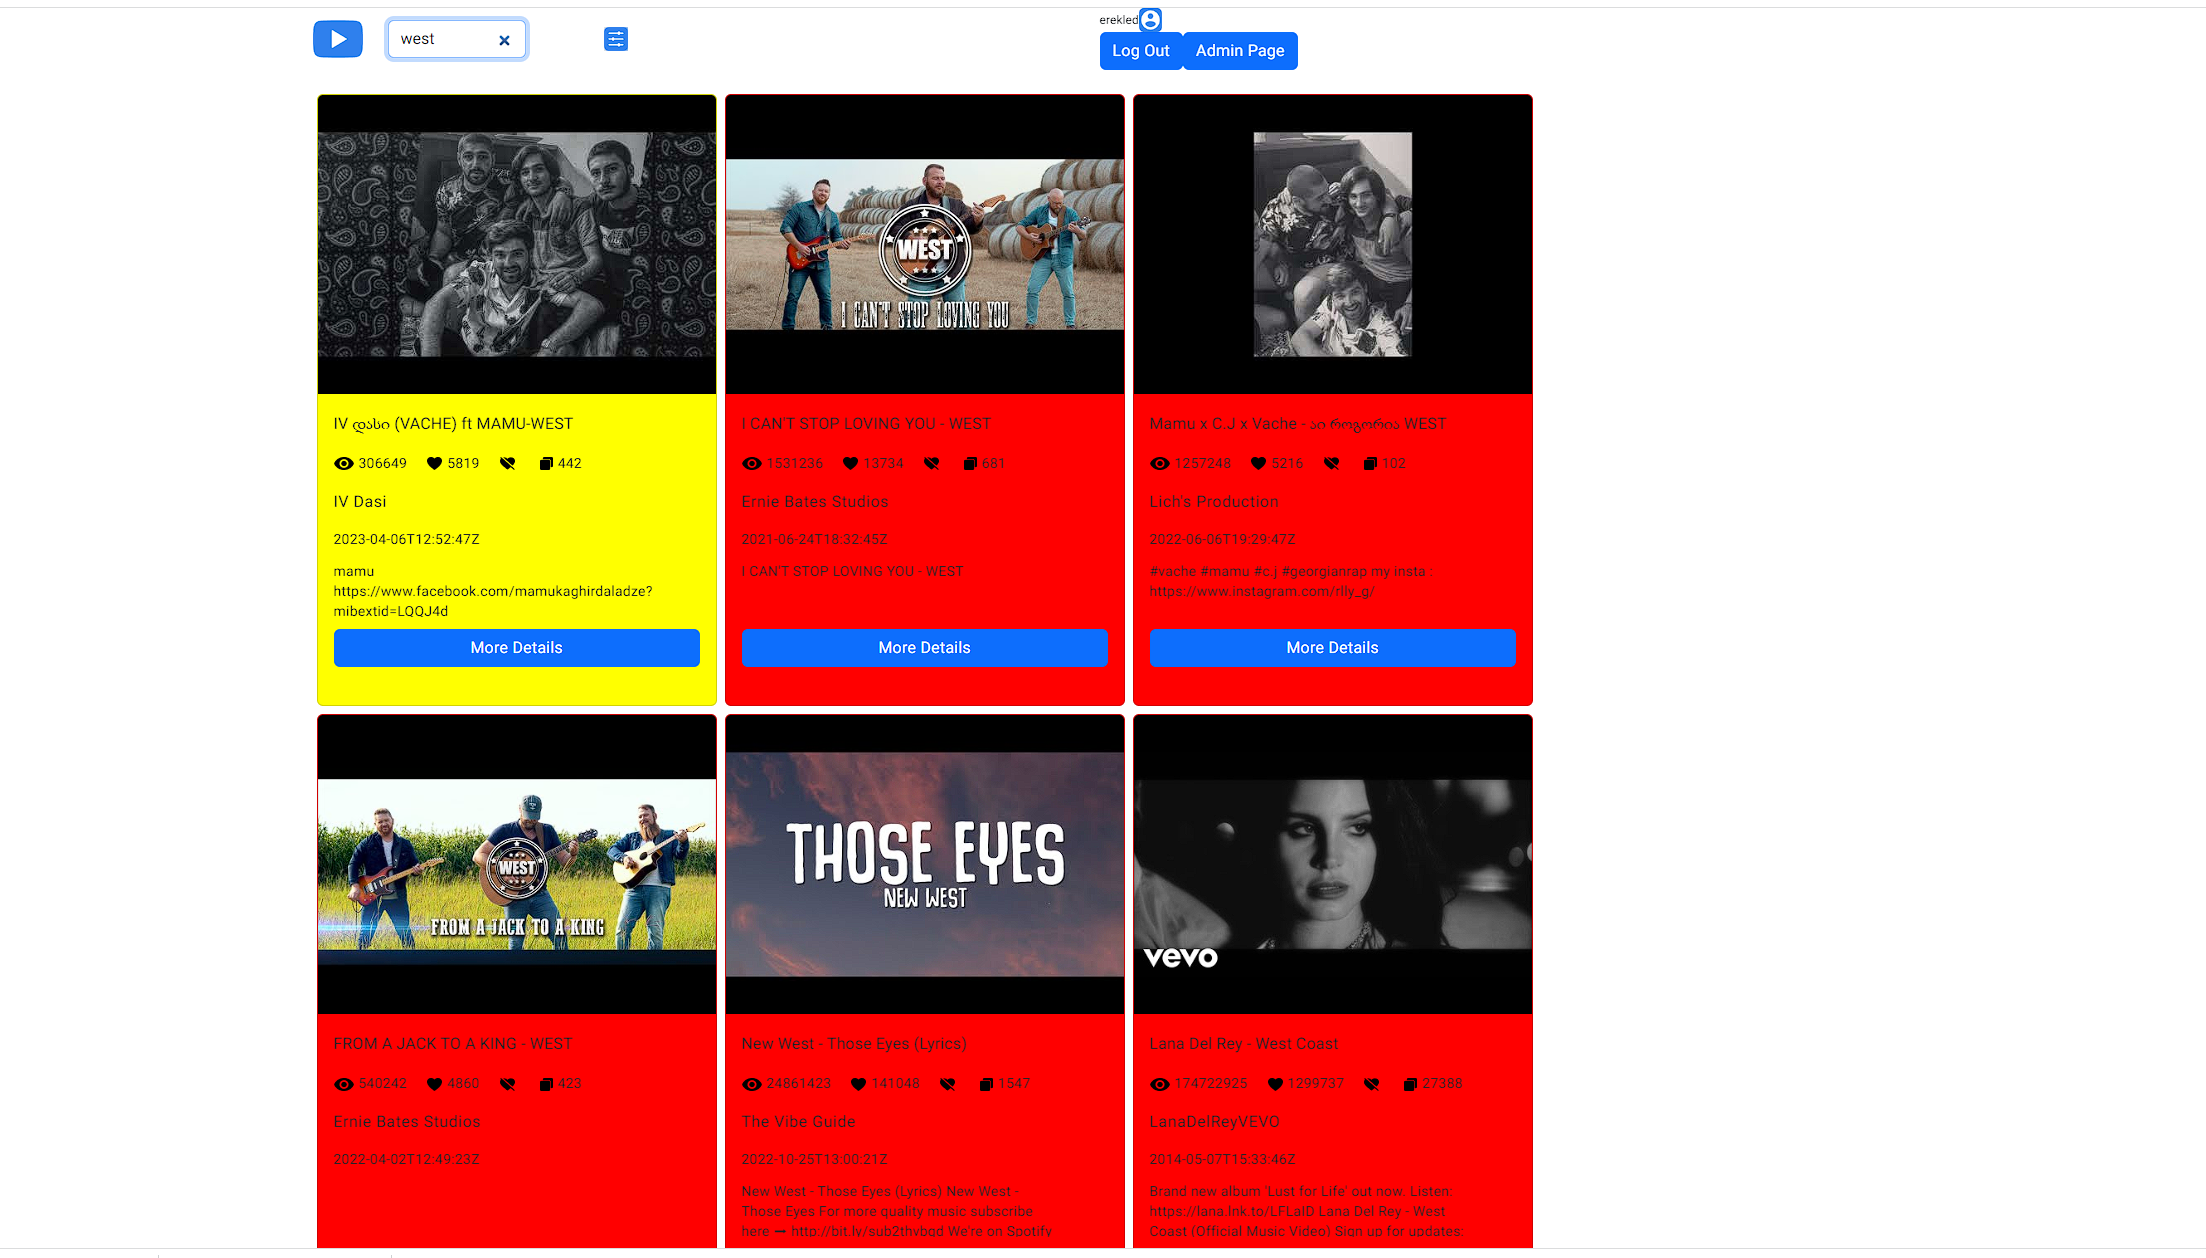 west
erekled
Log Out
Admin Page
WEST
I CAN'T STOP LOVING YOU
IV დასი (VACHE) ft MAMU-WEST
306649 5819 442
IV Dasi
2023-04-06T12:52:47Z
mamu
https://www.facebook.com/mamukaghirdaladze?
mibextid=LQQJ4d
More Details
I CAN'T STOP LOVING YOU - WEST
1531236 13734 681
Ernie Bates Studios
2021-06-24T18:32:45Z
I CAN'T STOP LOVING YOU - WEST
More Details
Mamu x C.J x Vache - აი როგორია WEST
1257248 5216 102
Lich's Production
2022-06-06T19:29:47Z
#vache #mamu #c.j #georgianrap my insta :
https://www.instagram.com/rlly_g/
More Details
WEST
FROM A JACK TO A KING
THOSE EYES
NEW WEST
vevo
FROM A JACK TO A KING - WEST
540242 4860 423
Ernie Bates Studios
2022-04-02T12:49:23Z
New West - Those Eyes (Lyrics)
24861423 141048 1547
The Vibe Guide
2022-10-25T13:00:21Z
New West - Those Eyes (Lyrics) New West -
Those Eyes For more quality music subscribe
here ➞ http://bit.ly/sub2thvbgd We're on Spotify
Lana Del Rey - West Coast
174722925 1299737 27388
LanaDelReyVEVO
2014-05-07T15:33:46Z
Brand new album 'Lust for Life' out now. Listen:
https://lana.lnk.to/LFLaID Lana Del Rey - West
Coast (Official Music Video) Sign up for updates: